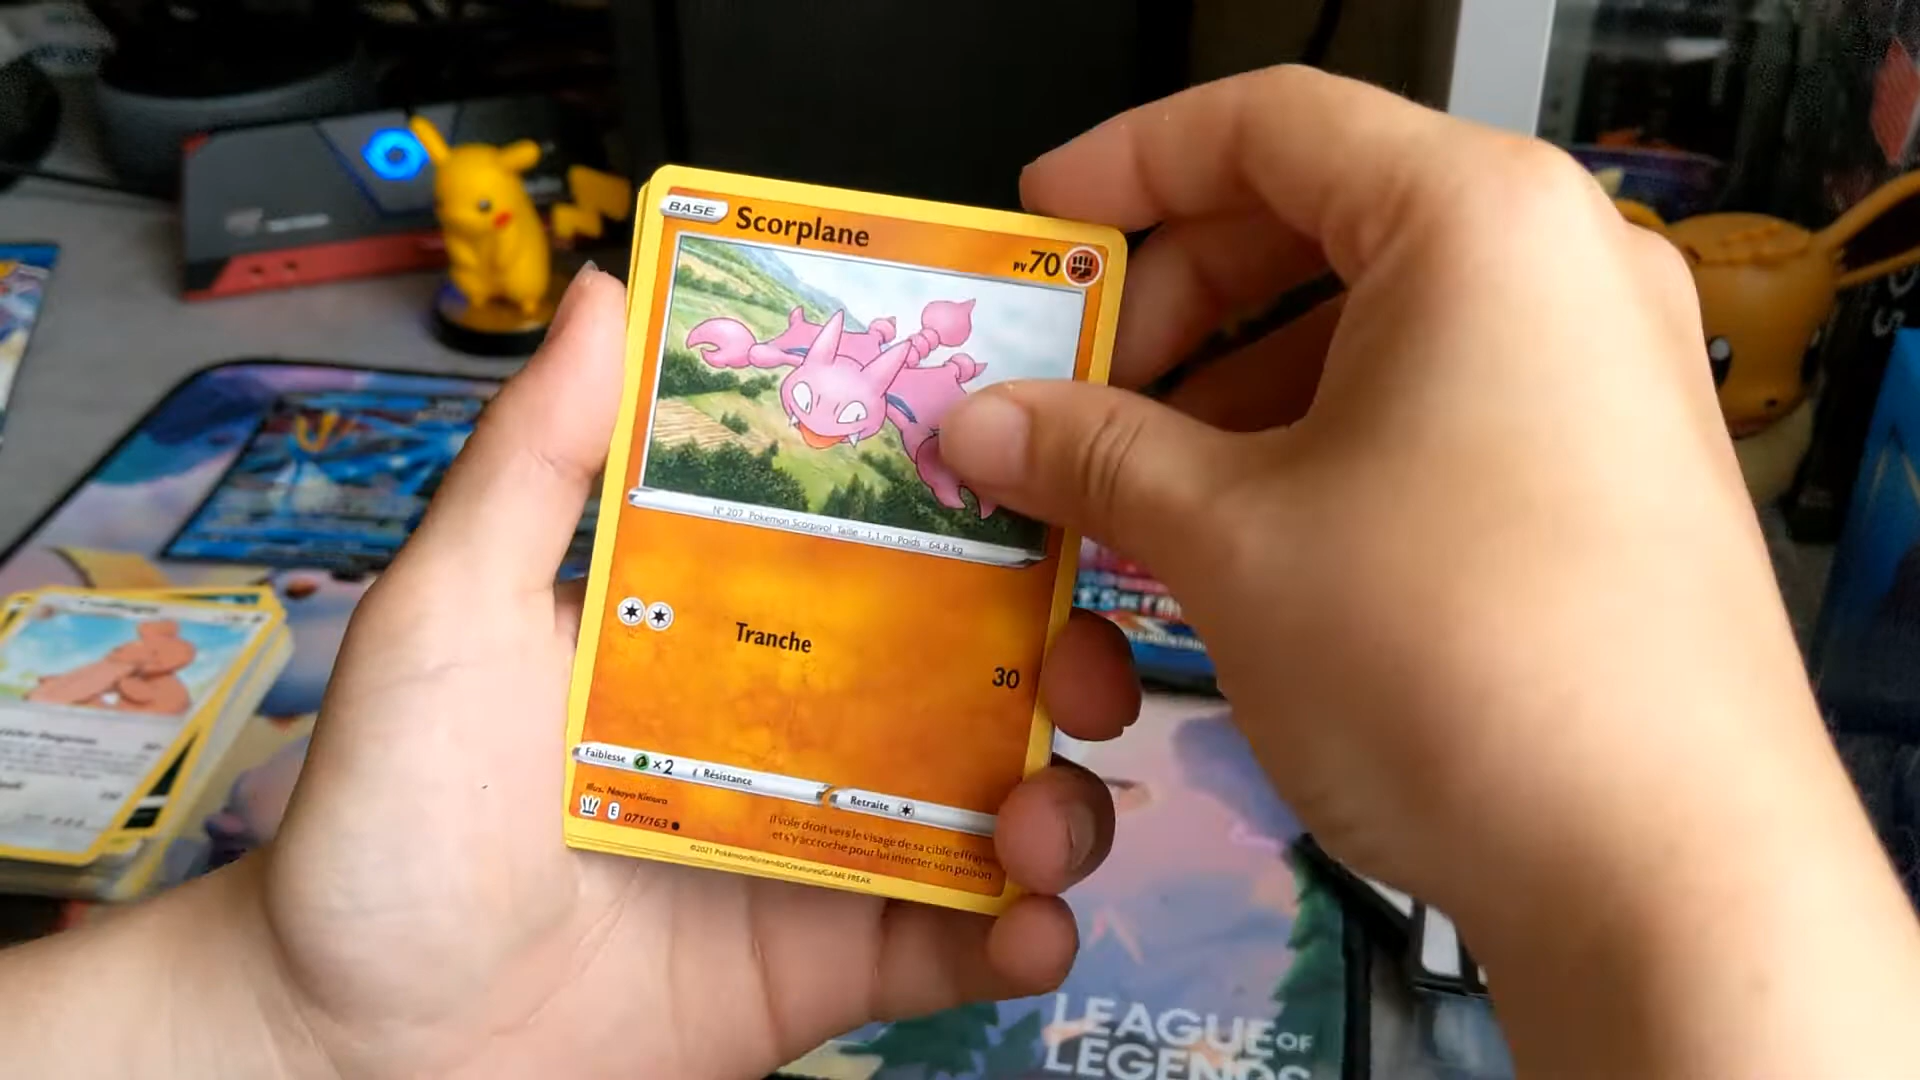 BASE
Scorplane
PV 70
N° 207 Pokémon Scorpivol Taille : 1,1 m Poids : 64,8 kg
Tranche
30
Faiblesse ×2 Résistance
Retraite
Illus. Naoyo Kimura
E 071/163
Il vole droit vers le visage de sa cible
et s'y accroche pour lui injecter son poison
©2021 Pokémon/Nintendo/Creatures/GAME FREAK
LEAGUE OF
LEGENDS